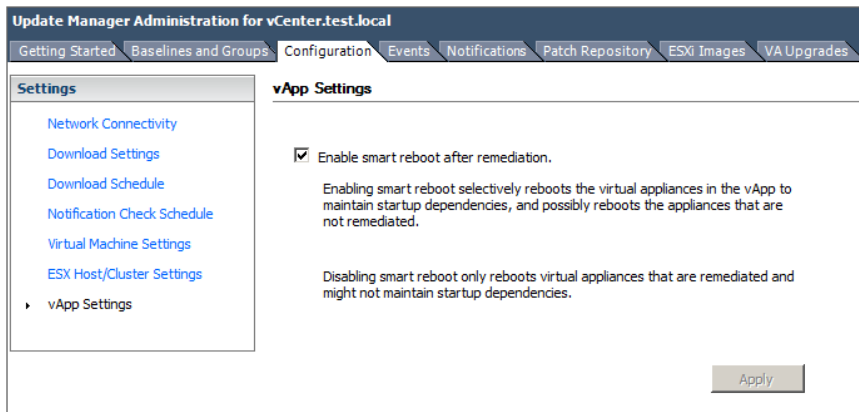 Update Manager Administration for vCenter.test.local
Getting Started Baselines and Groups Configuration Events Notifications Patch Repository ESXi Images VA Upgrades
Settings
Network Connectivity
Download Settings
Download Schedule
Notification Check Schedule
Virtual Machine Settings
ESX Host/Cluster Settings
vApp Settings
vApp Settings
Enable smart reboot after remediation.
Enabling smart reboot selectively reboots the virtual appliances in the vApp to
maintain startup dependencies, and possibly reboots the appliances that are
not remediated.
Disabling smart reboot only reboots virtual appliances that are remediated and
might not maintain startup dependencies.
Apply